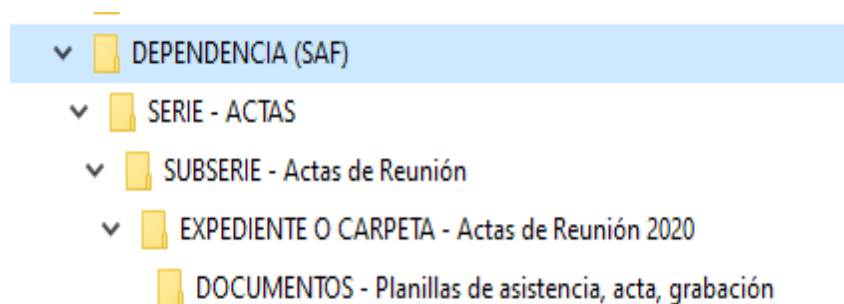 DEPENDENCIA (SAF)
SERIE - ACTAS
SUBSERIE - Actas de Reunión
EXPEDIENTE O CARPETA - Actas de Reunión 2020
DOCUMENTOS - Planillas de asistencia, acta, grabación